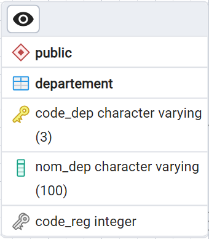 public
departement
code_dep character varying
(3)
nom_dep character varying
(100)
code_reg integer